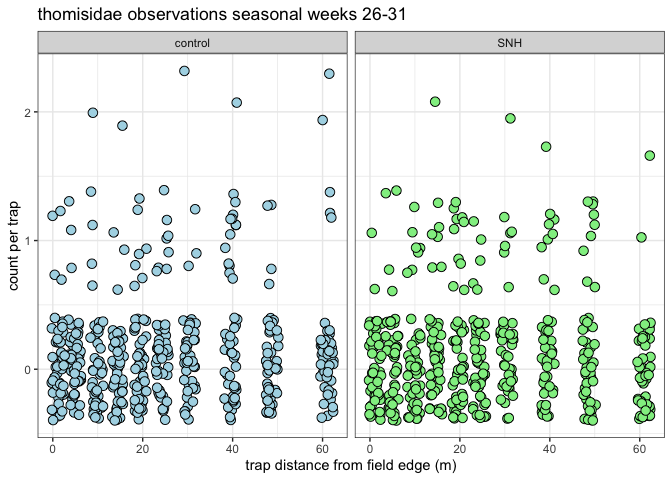 thomisidae observations seasonal weeks 26-31
control SNH
2
1
0
count per trap
0 20 40 60 0 20 40 60
trap distance from field edge (m)